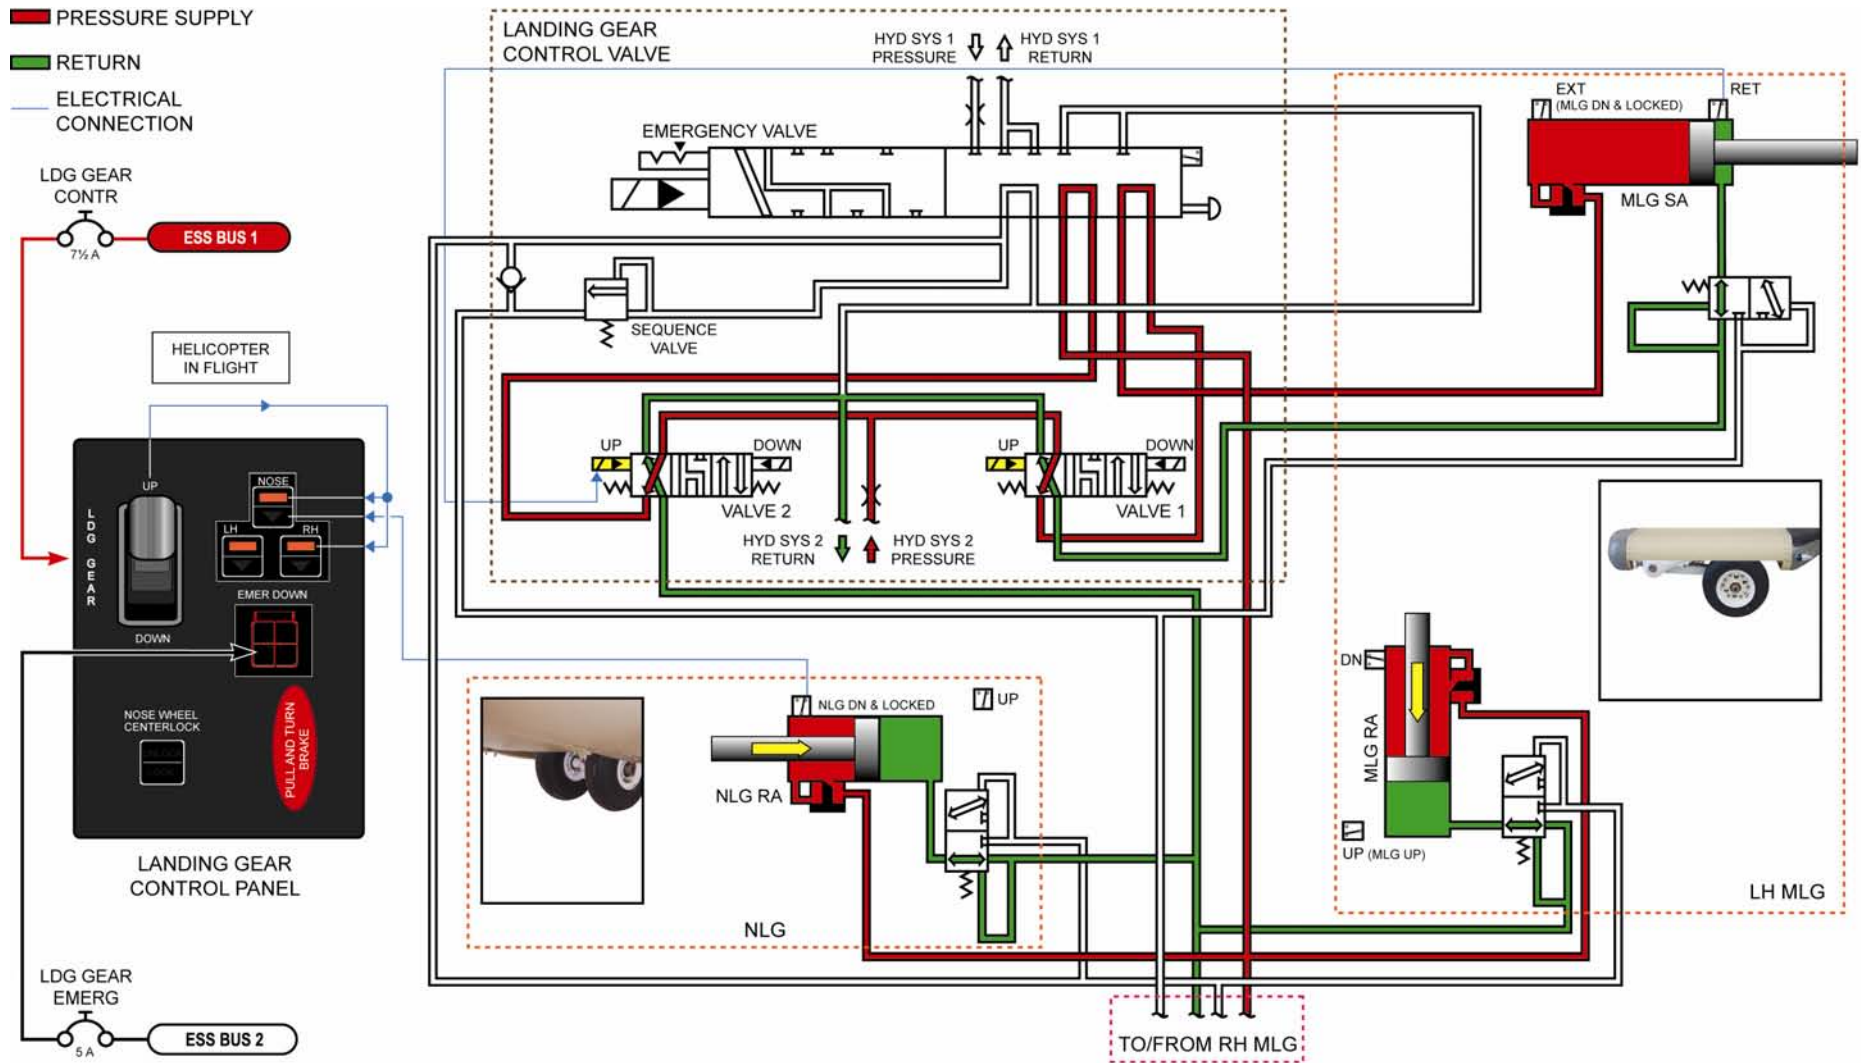 PRESSURE SUPPLY
RETURN
ELECTRICAL
CONNECTION
LDG GEAR
CONTR
7½ A
ESS BUS 1
HELICOPTER
IN FLIGHT
UP
LDG GEAR
DOWN
NOSE
LH
RH
EMER DOWN
NOSE WHEEL
CENTERLOCK
UNLOCK
LOCK
PULL AND TURN
BRAKE
LANDING GEAR
CONTROL PANEL
LDG GEAR
EMERG
5 A
ESS BUS 2
LANDING GEAR
CONTROL VALVE
HYD SYS 1
PRESSURE
HYD SYS 1
RETURN
EMERGENCY VALVE
SEQUENCE
VALVE
UP
DOWN
VALVE 2
UP
DOWN
VALVE 1
HYD SYS 2
RETURN
HYD SYS 2
PRESSURE
EXT
(MLG DN & LOCKED)
RET
MLG SA
DN
MLG RA
UP (MLG UP)
LH MLG
NLG DN & LOCKED
UP
NLG RA
NLG
TO/FROM RH MLG